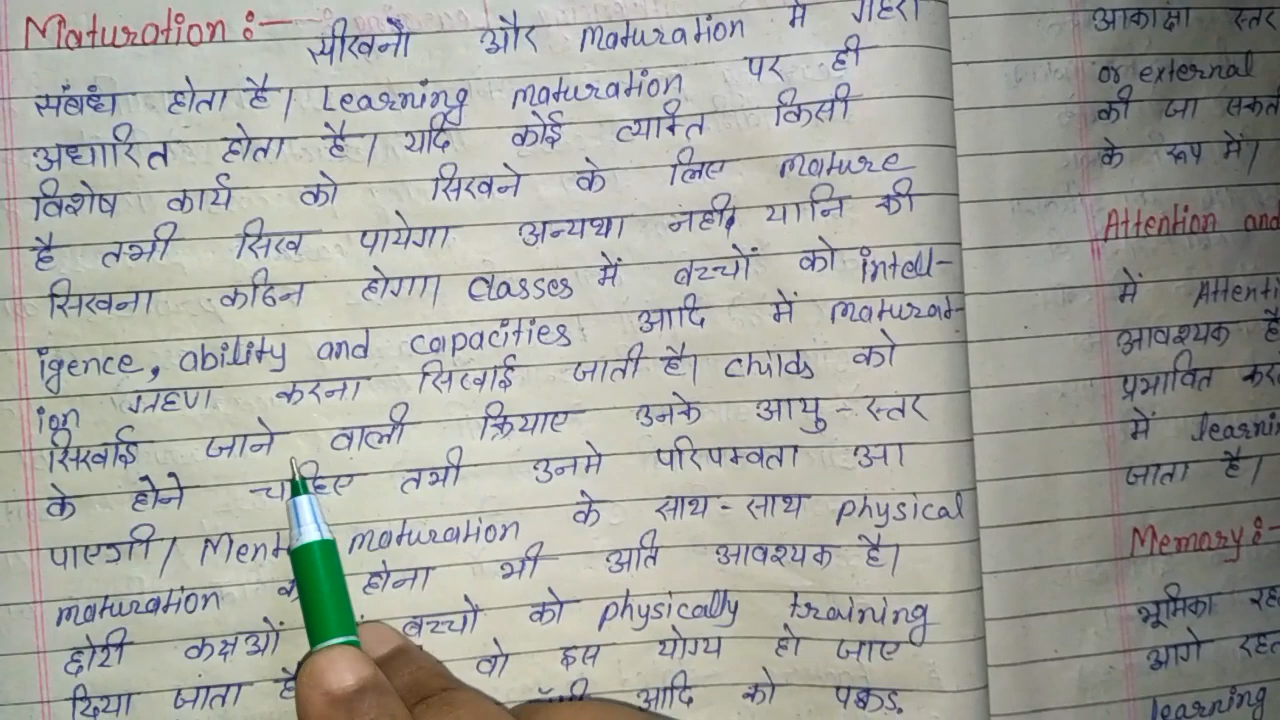 Maturation :-
सीखनो और maturation में गहरा
संबंध होता है। Learning maturation पर ही
अधारित होता है। यदि कोई व्यक्ति किसी
विशेष कार्य को सिखने के लिए mature
है तभी सिख पायेगा अन्यथा नहीं यानि की
सिखना कठिन होगा। Classes में बच्चों को intell-
igence, ability and capacities आदि में maturat-
ion ग्रहण करना सिखाई जाती है। Childs को
सिखाई जाने वाली क्रियाए उनके आयु-स्तर
के होने चाहिए तभी उनमे परिपक्वता आ
पाएगी। maturation के साथ-साथ physical
maturation होना भी अति आवश्यक है।
छोटी कक्षओं बच्चो को physically training
दिया जाता वो इस योग्य हो जाए
आदि को पकड़
आकांक्षा स्तर
or external
की जा सकती
के रूप में।
Attention and
में Attenti
आवश्यक है
प्रभावित कर
में learnin
जाता है।
Memory:-
भूमिका रह
आगे रहत
learning